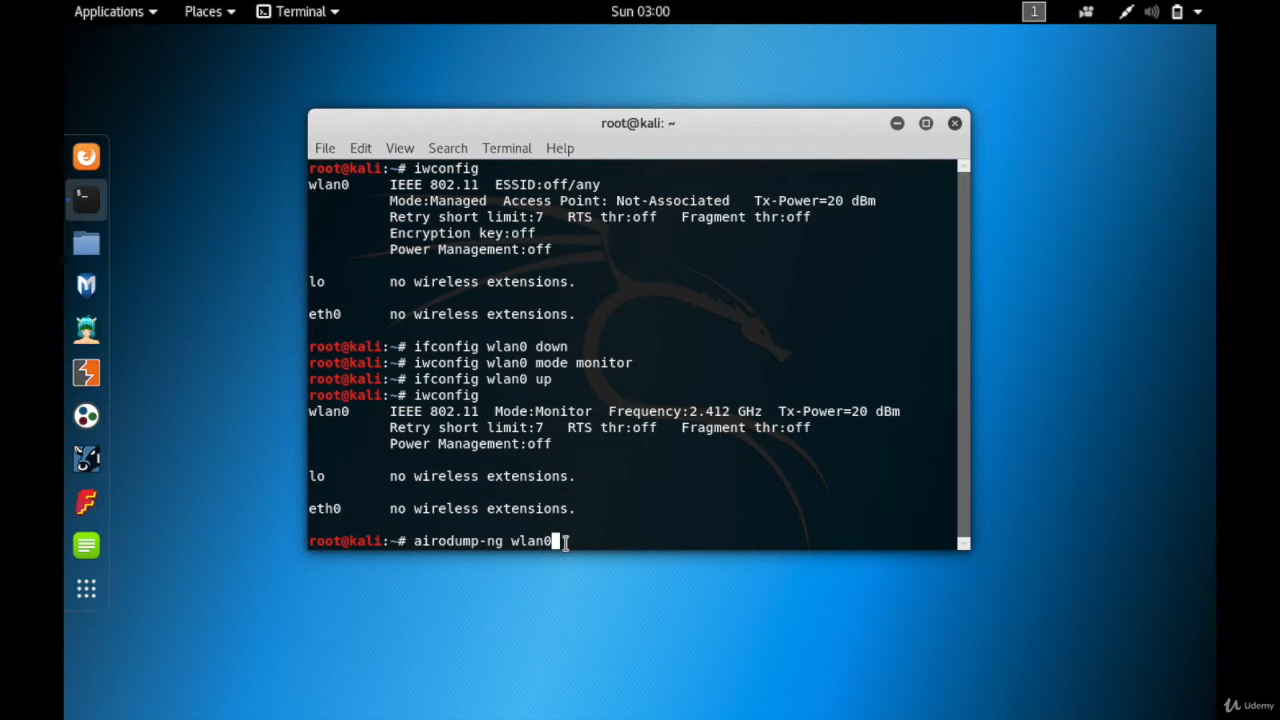 Applications Places Terminal Sun 03:00 1
root@kali: ~
File Edit View Search Terminal Help
root@kali:~# iwconfig
wlan0 IEEE 802.11 ESSID:off/any
Mode:Managed Access Point: Not-Associated Tx-Power=20 dBm
Retry short limit:7 RTS thr:off Fragment thr:off
Encryption key:off
Power Management:off
lo no wireless extensions.
eth0 no wireless extensions.
root@kali:~# ifconfig wlan0 down
root@kali:~# iwconfig wlan0 mode monitor
root@kali:~# ifconfig wlan0 up
root@kali:~# iwconfig
wlan0 IEEE 802.11 Mode:Monitor Frequency:2.412 GHz Tx-Power=20 dBm
Retry short limit:7 RTS thr:off Fragment thr:off
Power Management:off
lo no wireless extensions.
eth0 no wireless extensions.
root@kali:~# airodump-ng wlan0
Udemy